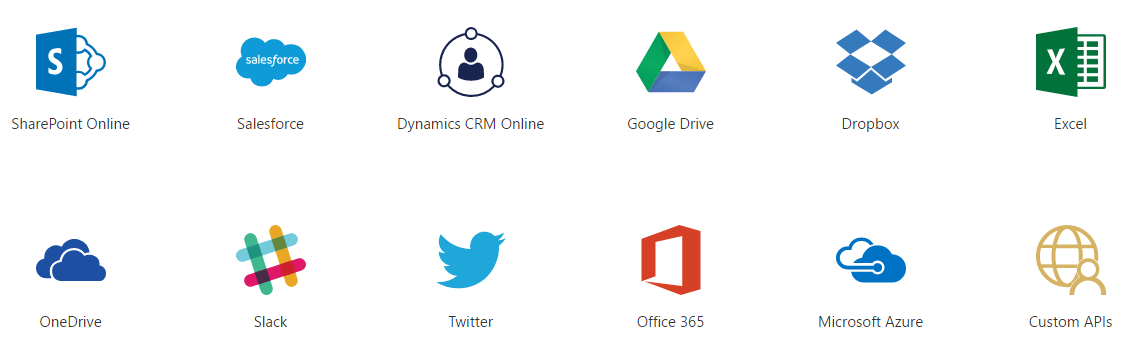 S
salesforce
X
SharePoint Online
Salesforce
Dynamics CRM Online
Google Drive
Dropbox
Excel
OneDrive
Slack
Twitter
Office 365
Microsoft Azure
Custom APIs